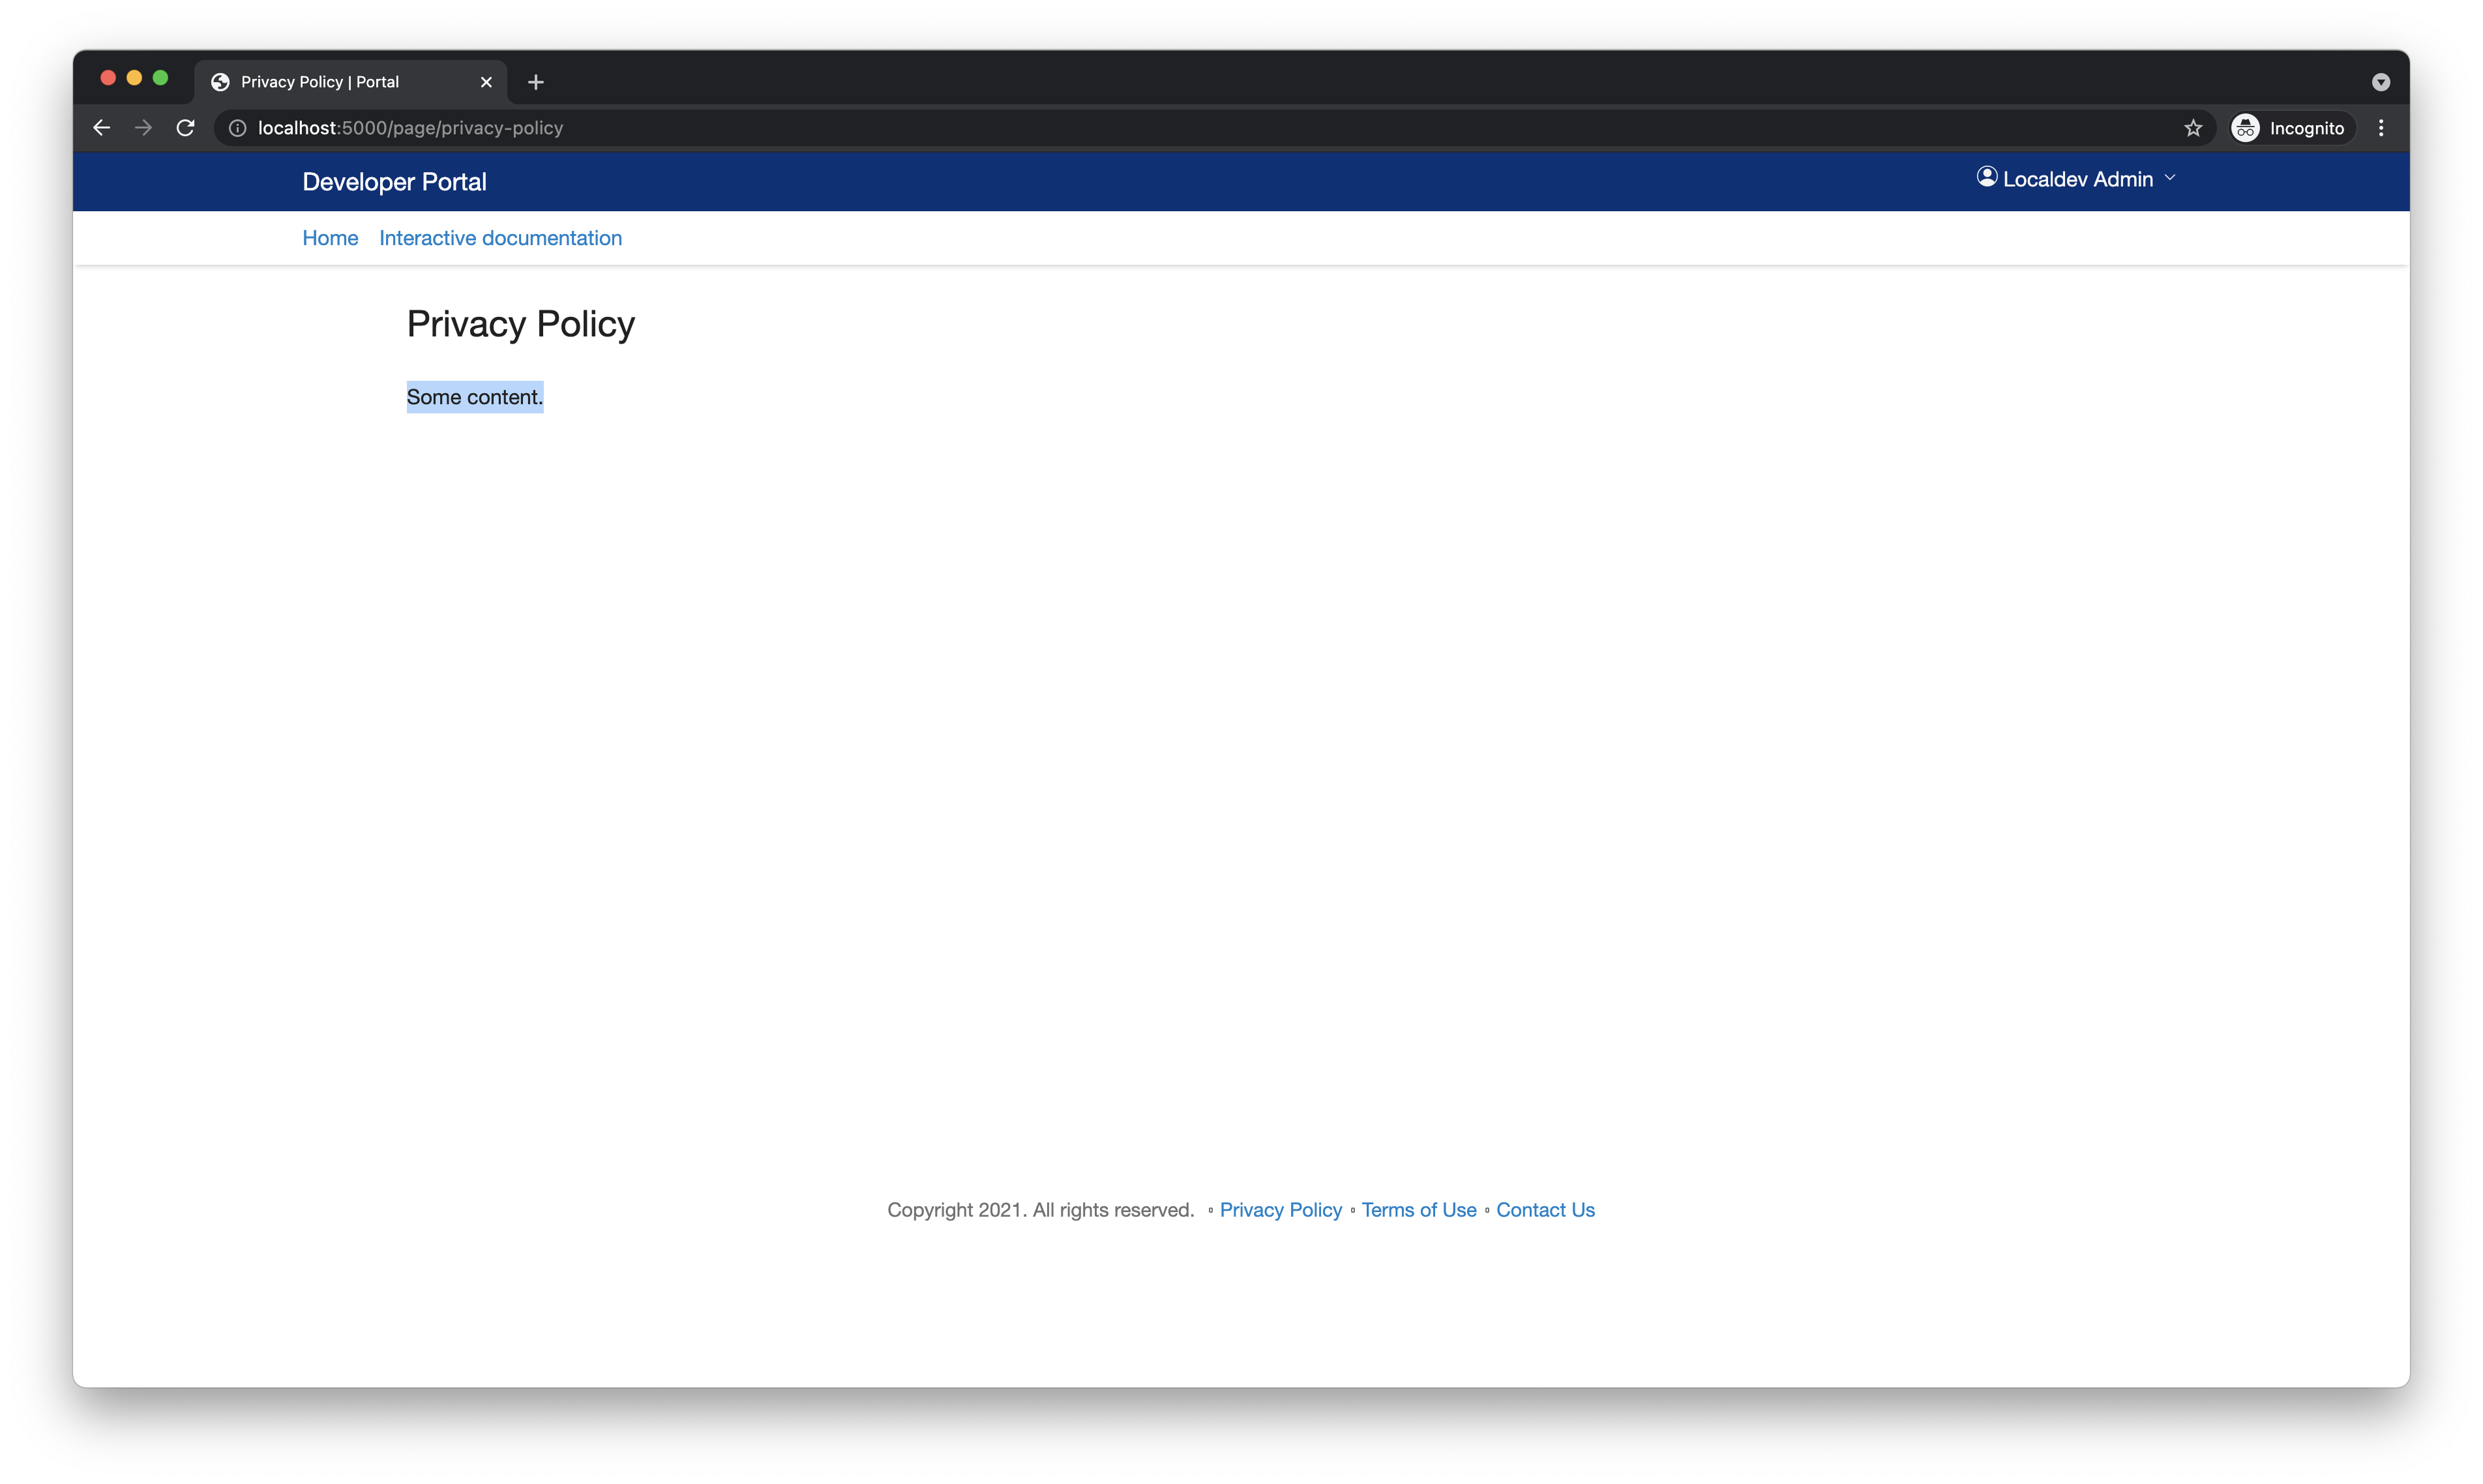 Privacy Policy | Portal
localhost:5000/page/privacy-policy
Incognito
Developer Portal
Localdev Admin
Home Interactive documentation
Privacy Policy
Some content.
Copyright 2021. All rights reserved. ▫ Privacy Policy ▫ Terms of Use ▫ Contact Us